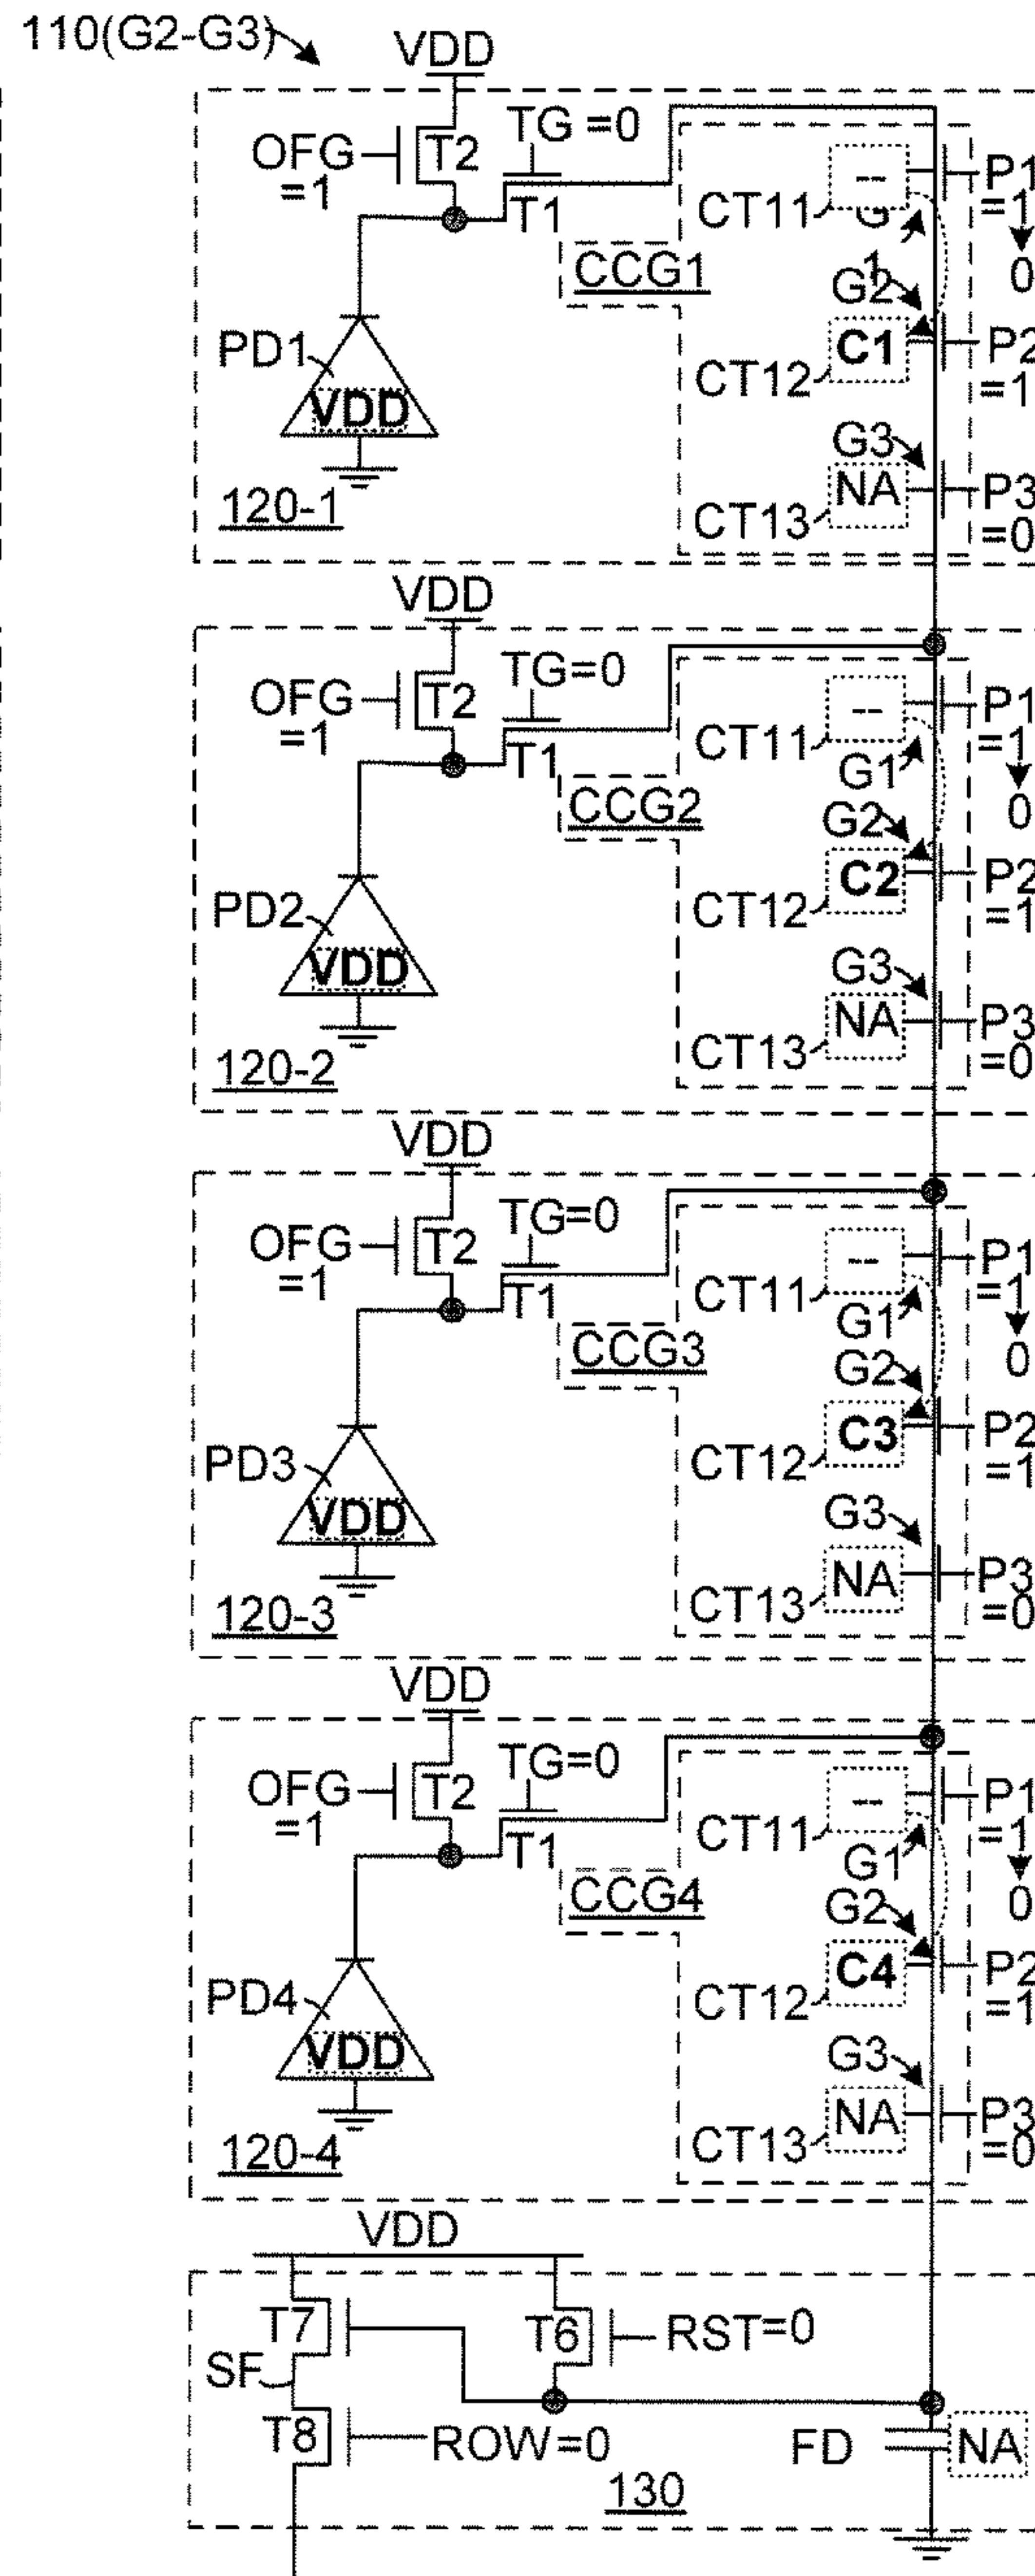 110(G2-G3)
VDD
OFG
=1
T2
TG =0
T1
CT11
--
G
1
P1
=1
0
CCG1
G2
PD1
VDD
CT12
C1
P2
=1
G3
CT13
NA
P3
=0
120-1
VDD
OFG
=1
T2
TG=0
T1
CT11
--
G1
P1
=1
0
CCG2
G2
PD2
VDD
CT12
C2
P2
=1
G3
CT13
NA
P3
=0
120-2
VDD
OFG
=1
T2
TG=0
T1
CT11
--
G1
P1
=1
0
CCG3
G2
PD3
VDD
CT12
C3
P2
=1
G3
CT13
NA
P3
=0
120-3
VDD
OFG
=1
T2
TG=0
T1
CT11
--
G1
P1
=1
0
CCG4
G2
PD4
VDD
CT12
C4
P2
=1
G3
CT13
NA
P3
=0
120-4
VDD
T7
T6
RST=0
SF
T8
ROW=0
FD
NA
130